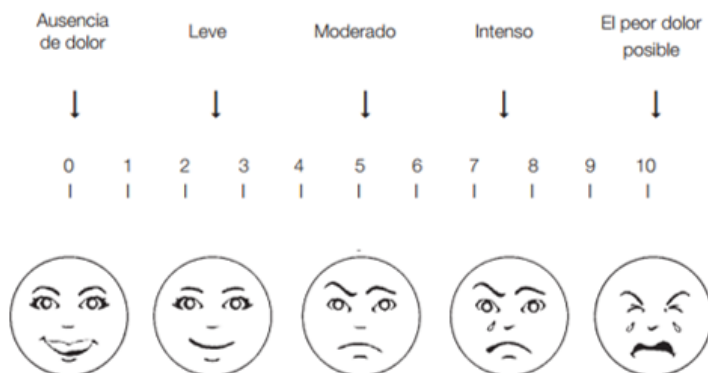 Ausencia
de dolor
Leve
Moderado
Intenso
El peor dolor
posible
0 1 2 3 4 5 6 7 8 9 10